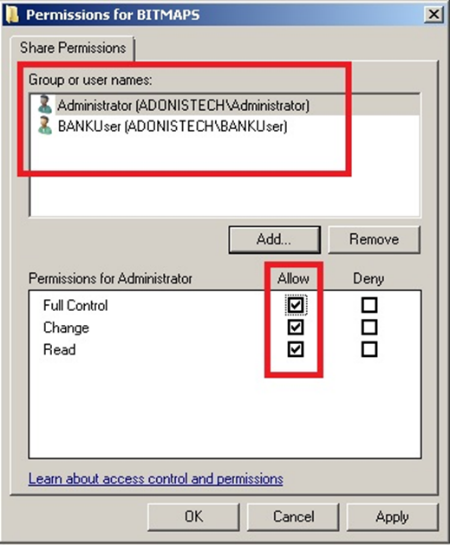 Permissions for BITMAPS
Share Permissions
Group or user names:
Administrator (ADONISTECH\Administrator)
BANKUser (ADONISTECH\BANKUser)
Add... Remove
Permissions for Administrator Allow Deny
Full Control
Change
Read
Learn about access control and permissions
OK Cancel Apply